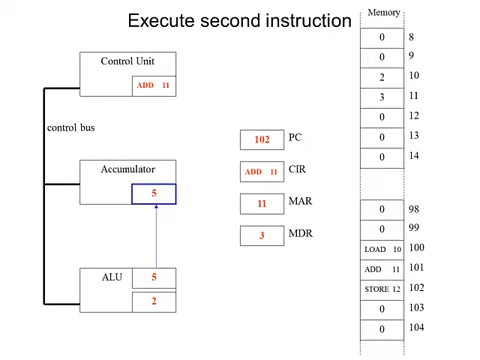 Execute second instruction
Memory
Control Unit
ADD 11
control bus
Accumulator
5
ALU
5
2
102 PC
ADD 11 CIR
11 MAR
3 MDR
0 8
0 9
2 10
3 11
0 12
0 13
0 14
0 98
0 99
LOAD 10 100
ADD 11 101
STORE 12 102
0 103
0 104